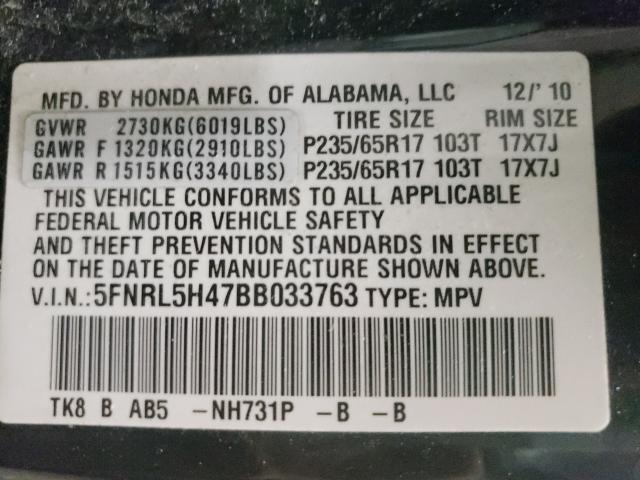 MFD. BY HONDA MFG. OF ALABAMA, LLC 12/' 10
GVWR 2730KG(6019LBS) TIRE SIZE RIM SIZE
GAWR F 1320KG(2910LBS) P235/65R17 103T 17X7J
GAWR R 1515KG(3340LBS) P235/65R17 103T 17X7J
THIS VEHICLE CONFORMS TO ALL APPLICABLE
FEDERAL MOTOR VEHICLE SAFETY
AND THEFT PREVENTION STANDARDS IN EFFECT
ON THE DATE OF MANUFACTURE SHOWN ABOVE.
V.I.N.:5FNRL5H47BB033763 TYPE: MPV
TK8 B AB5 -NH731P -B -B